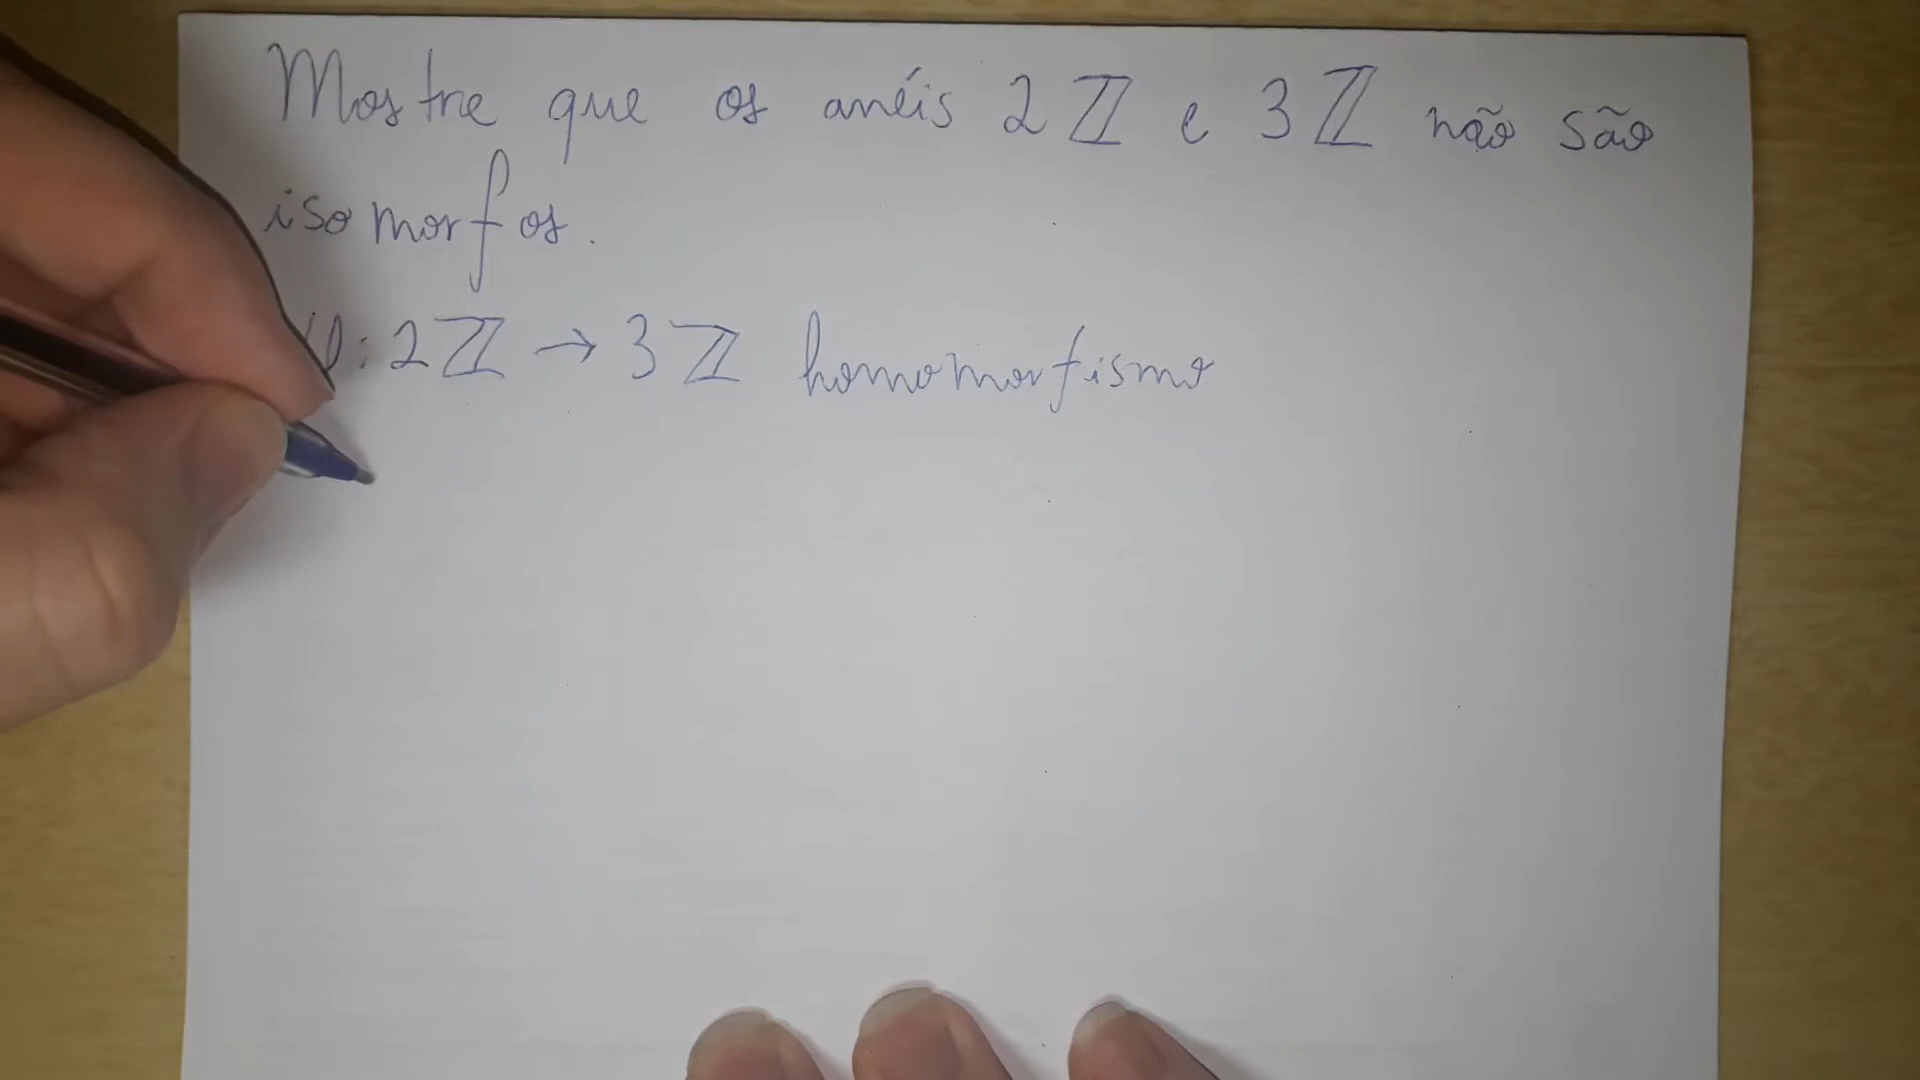 Mostre que os anéis 2ℤ e 3ℤ não são
isomorfos.
φ: 2ℤ → 3ℤ homomorfismo